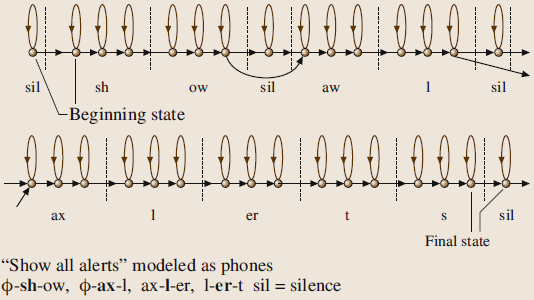 sil sh ow sil aw l sil
Beginning state
ax l er t s sil
Final state
“Show all alerts” modeled as phones
ϕ-sh-ow, ϕ-ax-l, ax-l-er, l-er-t sil = silence